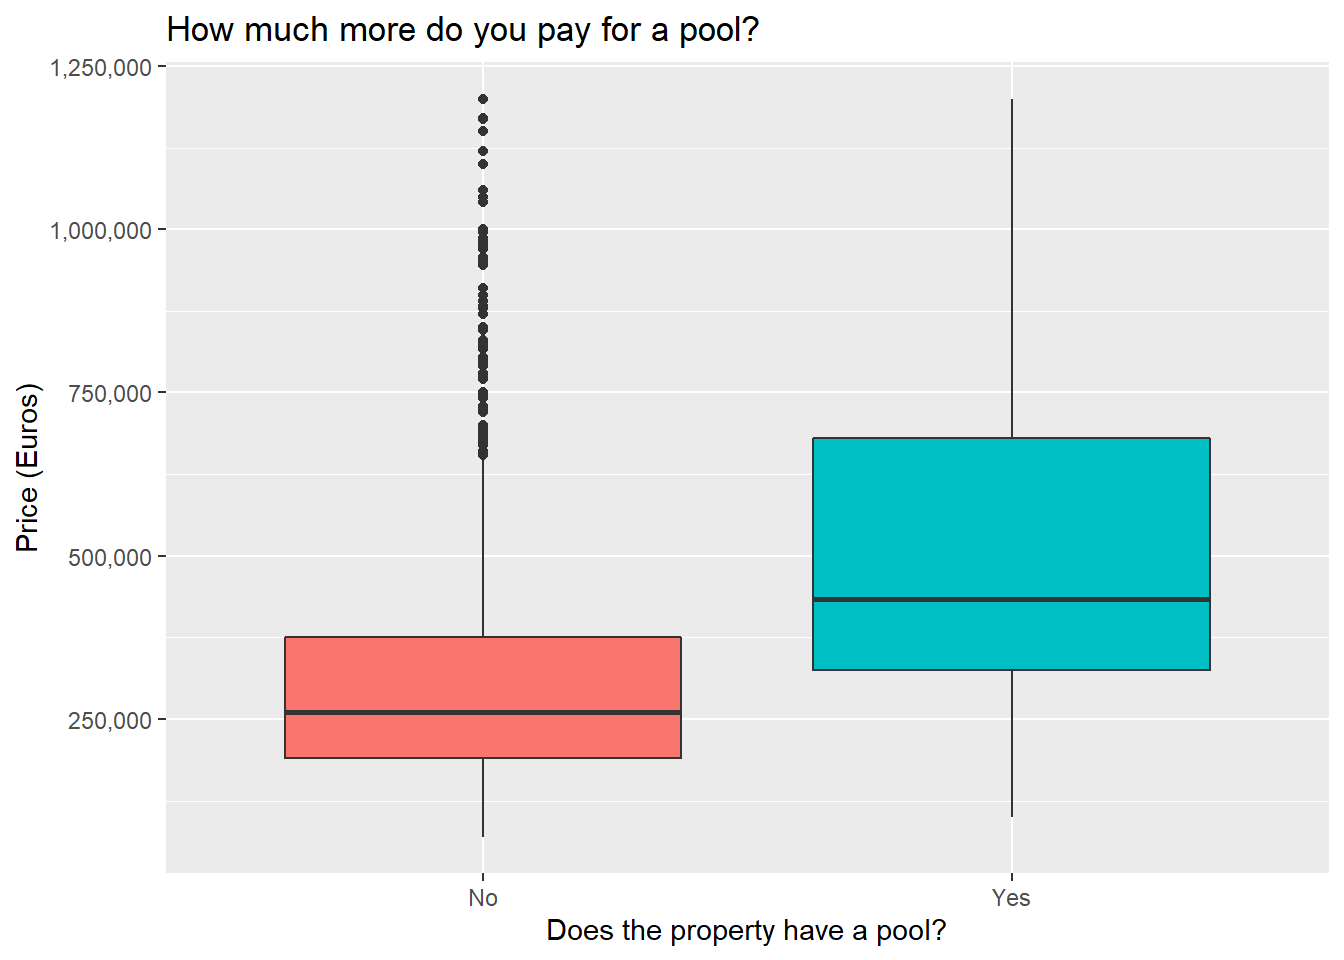 How much more do you pay for a pool?
1,250,000
1,000,000
750,000
500,000
250,000
Price (Euros)
No
Yes
Does the property have a pool?